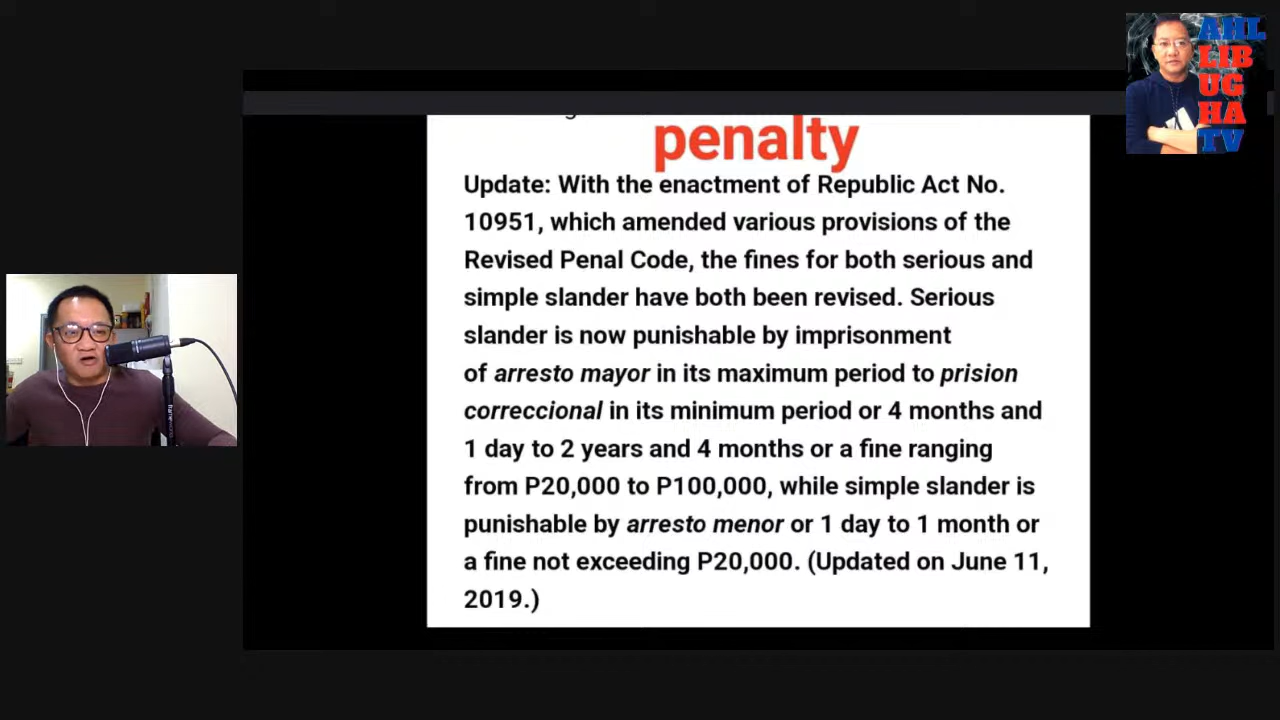 AHL
LIB
UG
HA
TV
penalty
Update: With the enactment of Republic Act No.
10951, which amended various provisions of the
Revised Penal Code, the fines for both serious and
simple slander have both been revised. Serious
slander is now punishable by imprisonment
of arresto mayor in its maximum period to prision
correccional in its minimum period or 4 months and
1 day to 2 years and 4 months or a fine ranging
from P20,000 to P100,000, while simple slander is
punishable by arresto menor or 1 day to 1 month or
a fine not exceeding P20,000. (Updated on June 11,
2019.)